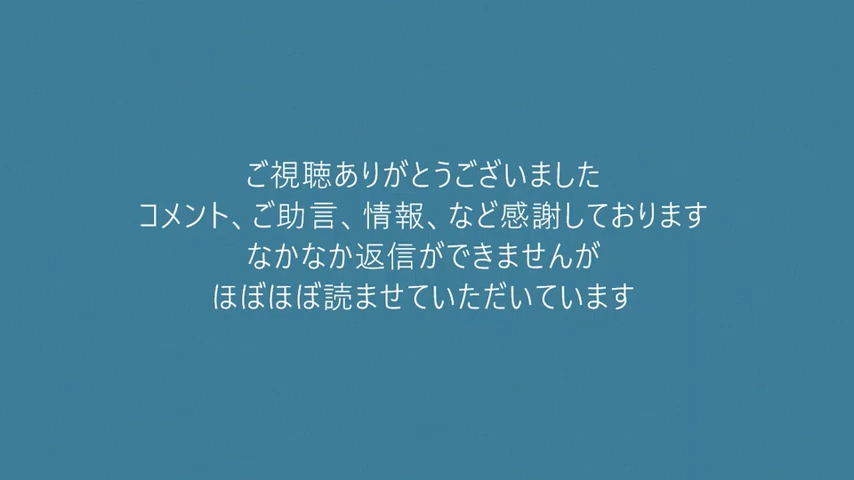 ご視聴ありがとうございました
コメント、ご助言、情報、など感謝しております
なかなか返信ができませんが
ほぼほぼ読ませていただいています